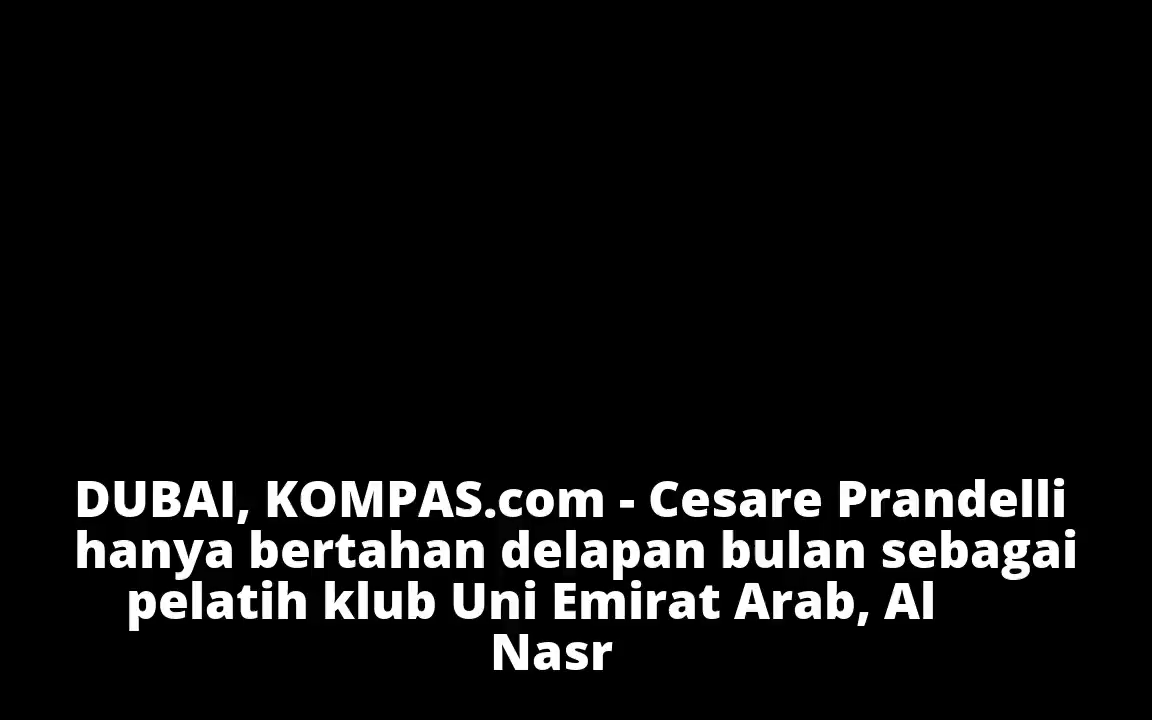 DUBAI, KOMPAS.com - Cesare Prandelli
hanya bertahan delapan bulan sebagai
pelatih klub Uni Emirat Arab, Al
Nasr